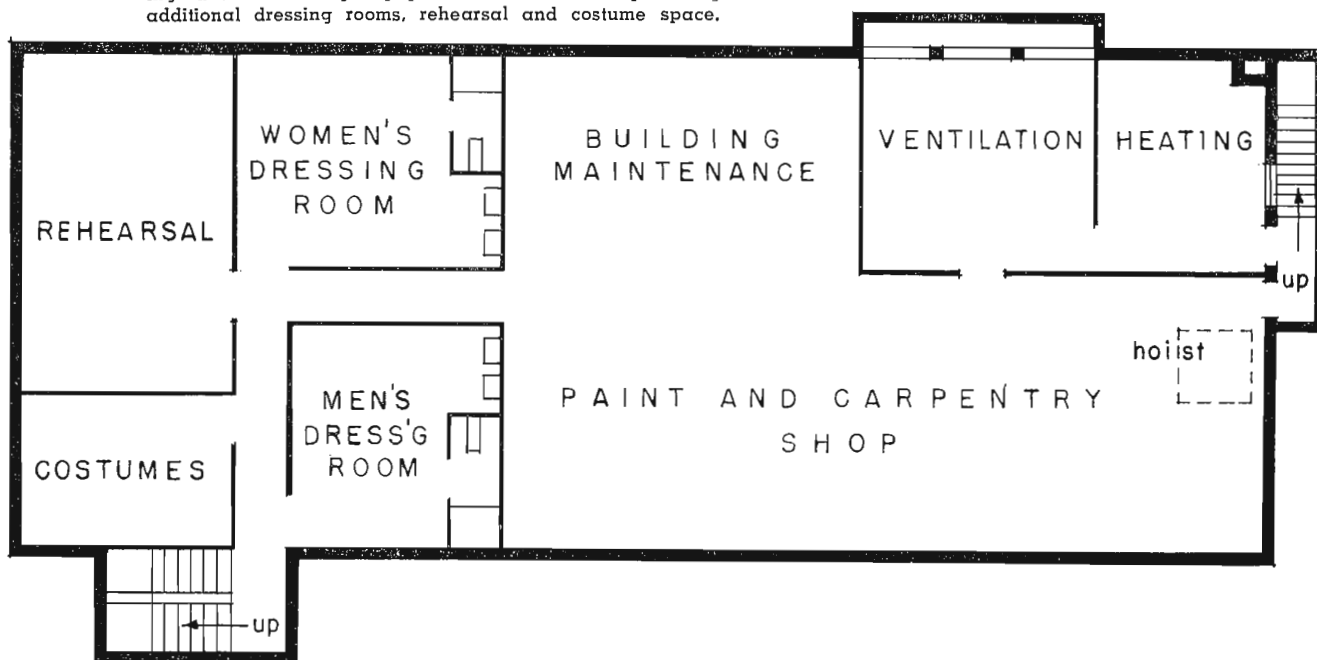 additional dressing rooms, rehearsal and costume space.
WOMEN'S
DRESSING
ROOM
BUILDING
MAINTENANCE
VENTILATION
HEATING
REHEARSAL
up
hoist
MEN'S
DRESS'G
ROOM
PAINT AND CARPENTRY
SHOP
COSTUMES
up